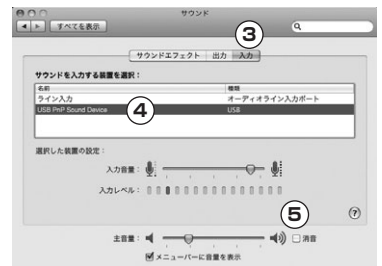 サウンド
すべてを表示
③
サウンドエフェクト 出力 入力
サウンドを入力する装置を選択：
名前 種類
ライン入力 オーディオライン入力ポート
USB PnP Sound Device USB
④
選択した装置の設定：
入力音量：
入力レベル：
⑤
?
主音量： 消音
メニューバーに音量を表示